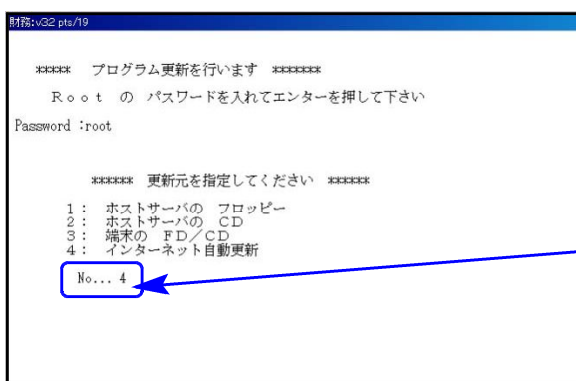 財務:v32 pts/19
***** プログラム更新を行います *******
Ｒｏｏｔ の パスワードを入れてエンターを押して下さい
Password :root
****** 更新元を指定してください ******
１： ホストサーバの フロッピー
２： ホストサーバの ＣＤ
３： 端末の ＦＤ／ＣＤ
４： インターネット自動更新
No... 4